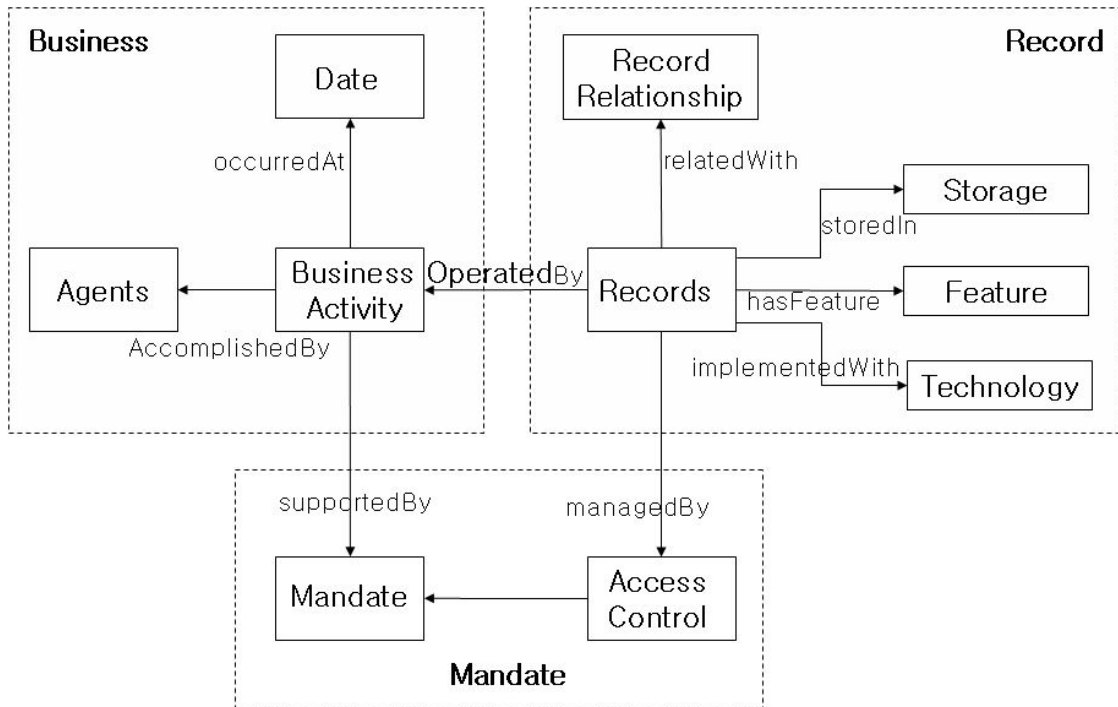 Business
Record
Date
Record
Relationship
occurredAt
relatedWith
Storage
storedIn
Agents
Business
Activity
OperatedBy
Records
hasFeature
Feature
AccomplishedBy
implementedWith
Technology
supportedBy
managedBy
Mandate
Access
Control
Mandate